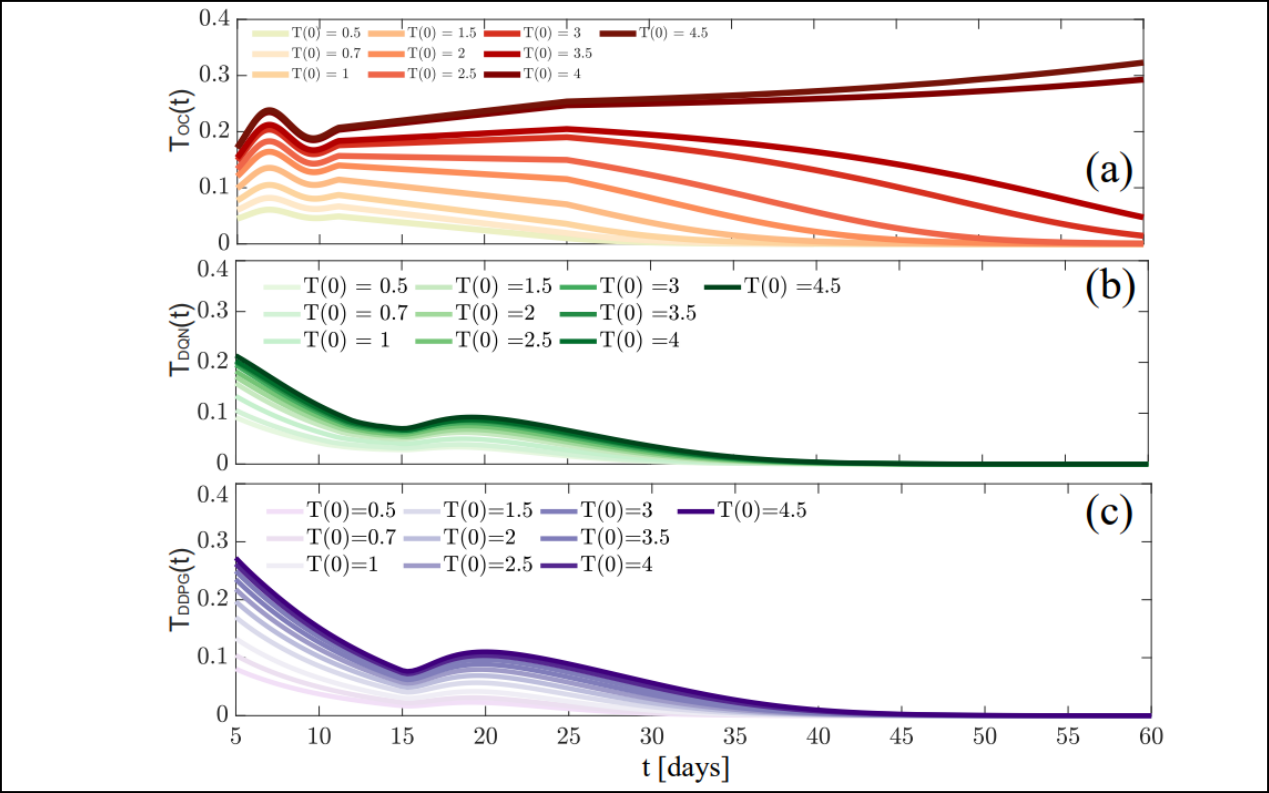 0.4
T(0) = 0.5 T(0) = 1.5 T(0) = 3 T(0) = 4.5
T(0) = 0.7 T(0) = 2 T(0) = 3.5
T(0) = 1 T(0) = 2.5 T(0) = 4
0.3
0.2
0.1
0
T_OC(t)
(a)
0.4
T(0) = 0.5 T(0) =1.5 T(0) =3 T(0) =4.5
T(0) = 0.7 T(0) =2 T(0) =3.5
T(0) = 1 T(0) =2.5 T(0) =4
0.3
0.2
0.1
0
T_DQN(t)
(b)
0.4
T(0)=0.5 T(0)=1.5 T(0)=3 T(0)=4.5
T(0)=0.7 T(0)=2 T(0)=3.5
T(0)=1 T(0)=2.5 T(0)=4
0.3
0.2
0.1
0
T_DDPG(t)
(c)
5 10 15 20 25 30 35 40 45 50 55 60
t [days]